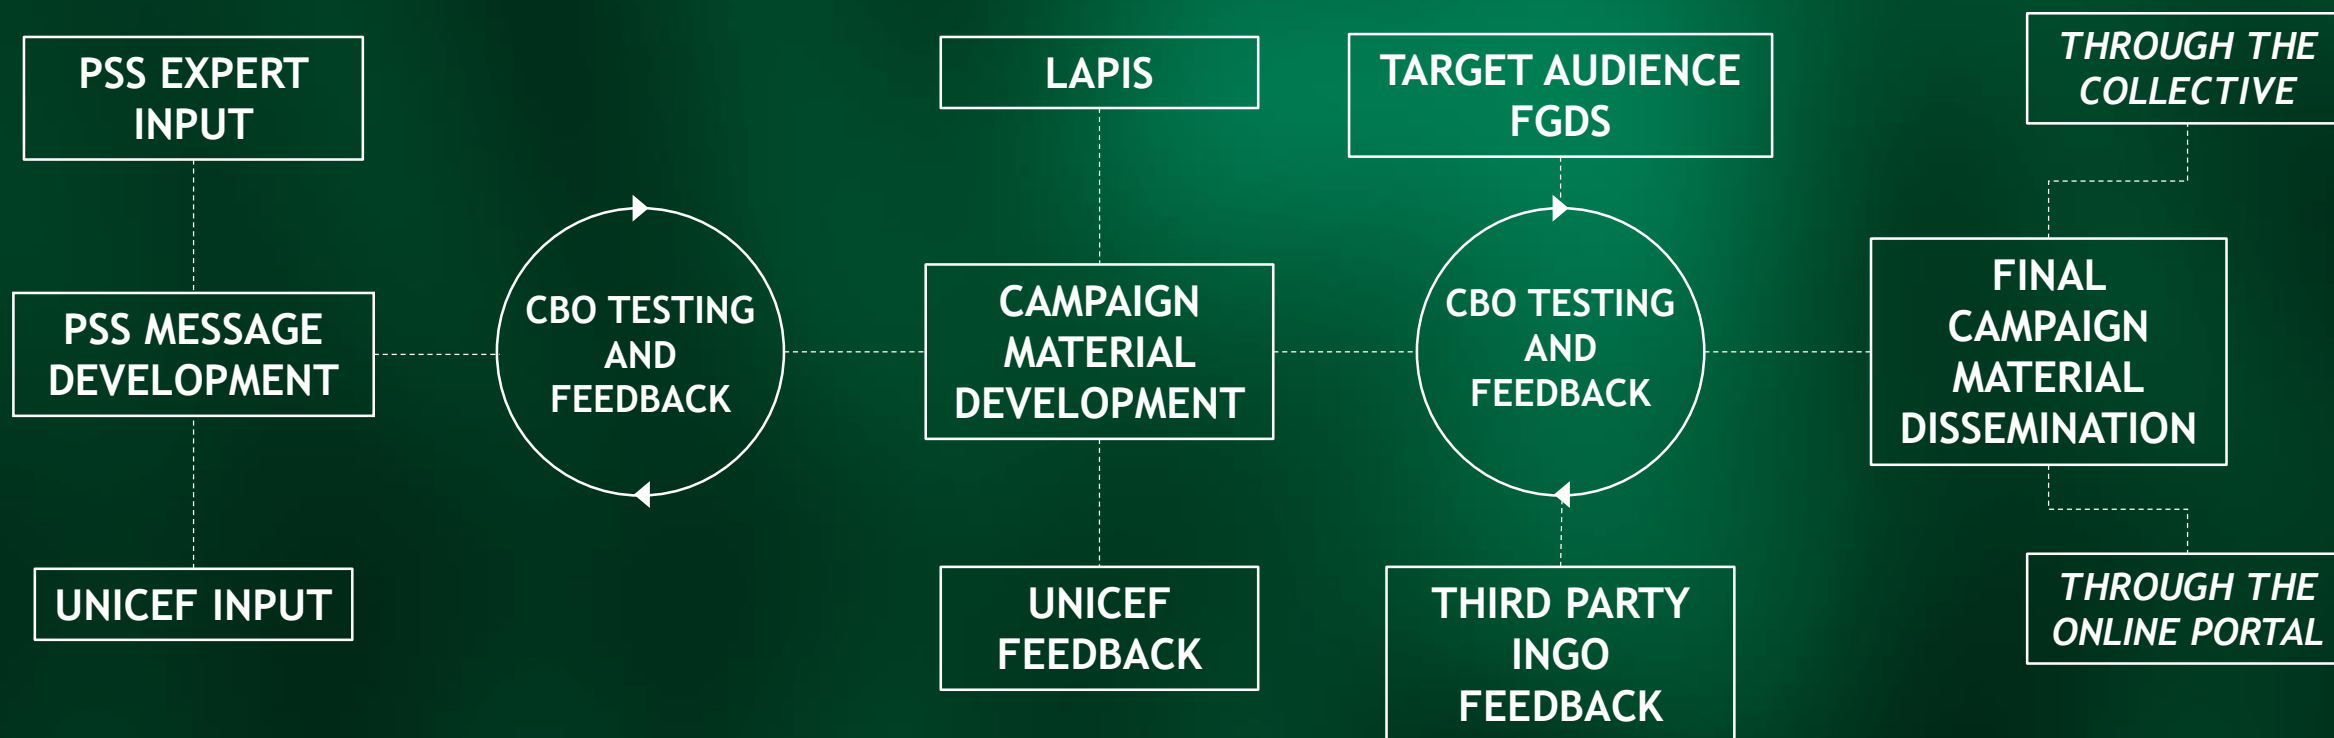 PSS EXPERT
INPUT
PSS MESSAGE
DEVELOPMENT
UNICEF INPUT
CBO TESTING
AND
FEEDBACK
LAPIS
CAMPAIGN
MATERIAL
DEVELOPMENT
UNICEF
FEEDBACK
TARGET AUDIENCE
FGDS
CBO TESTING
AND
FEEDBACK
THIRD PARTY
INGO
FEEDBACK
THROUGH THE
COLLECTIVE
FINAL
CAMPAIGN
MATERIAL
DISSEMINATION
THROUGH THE
ONLINE PORTAL